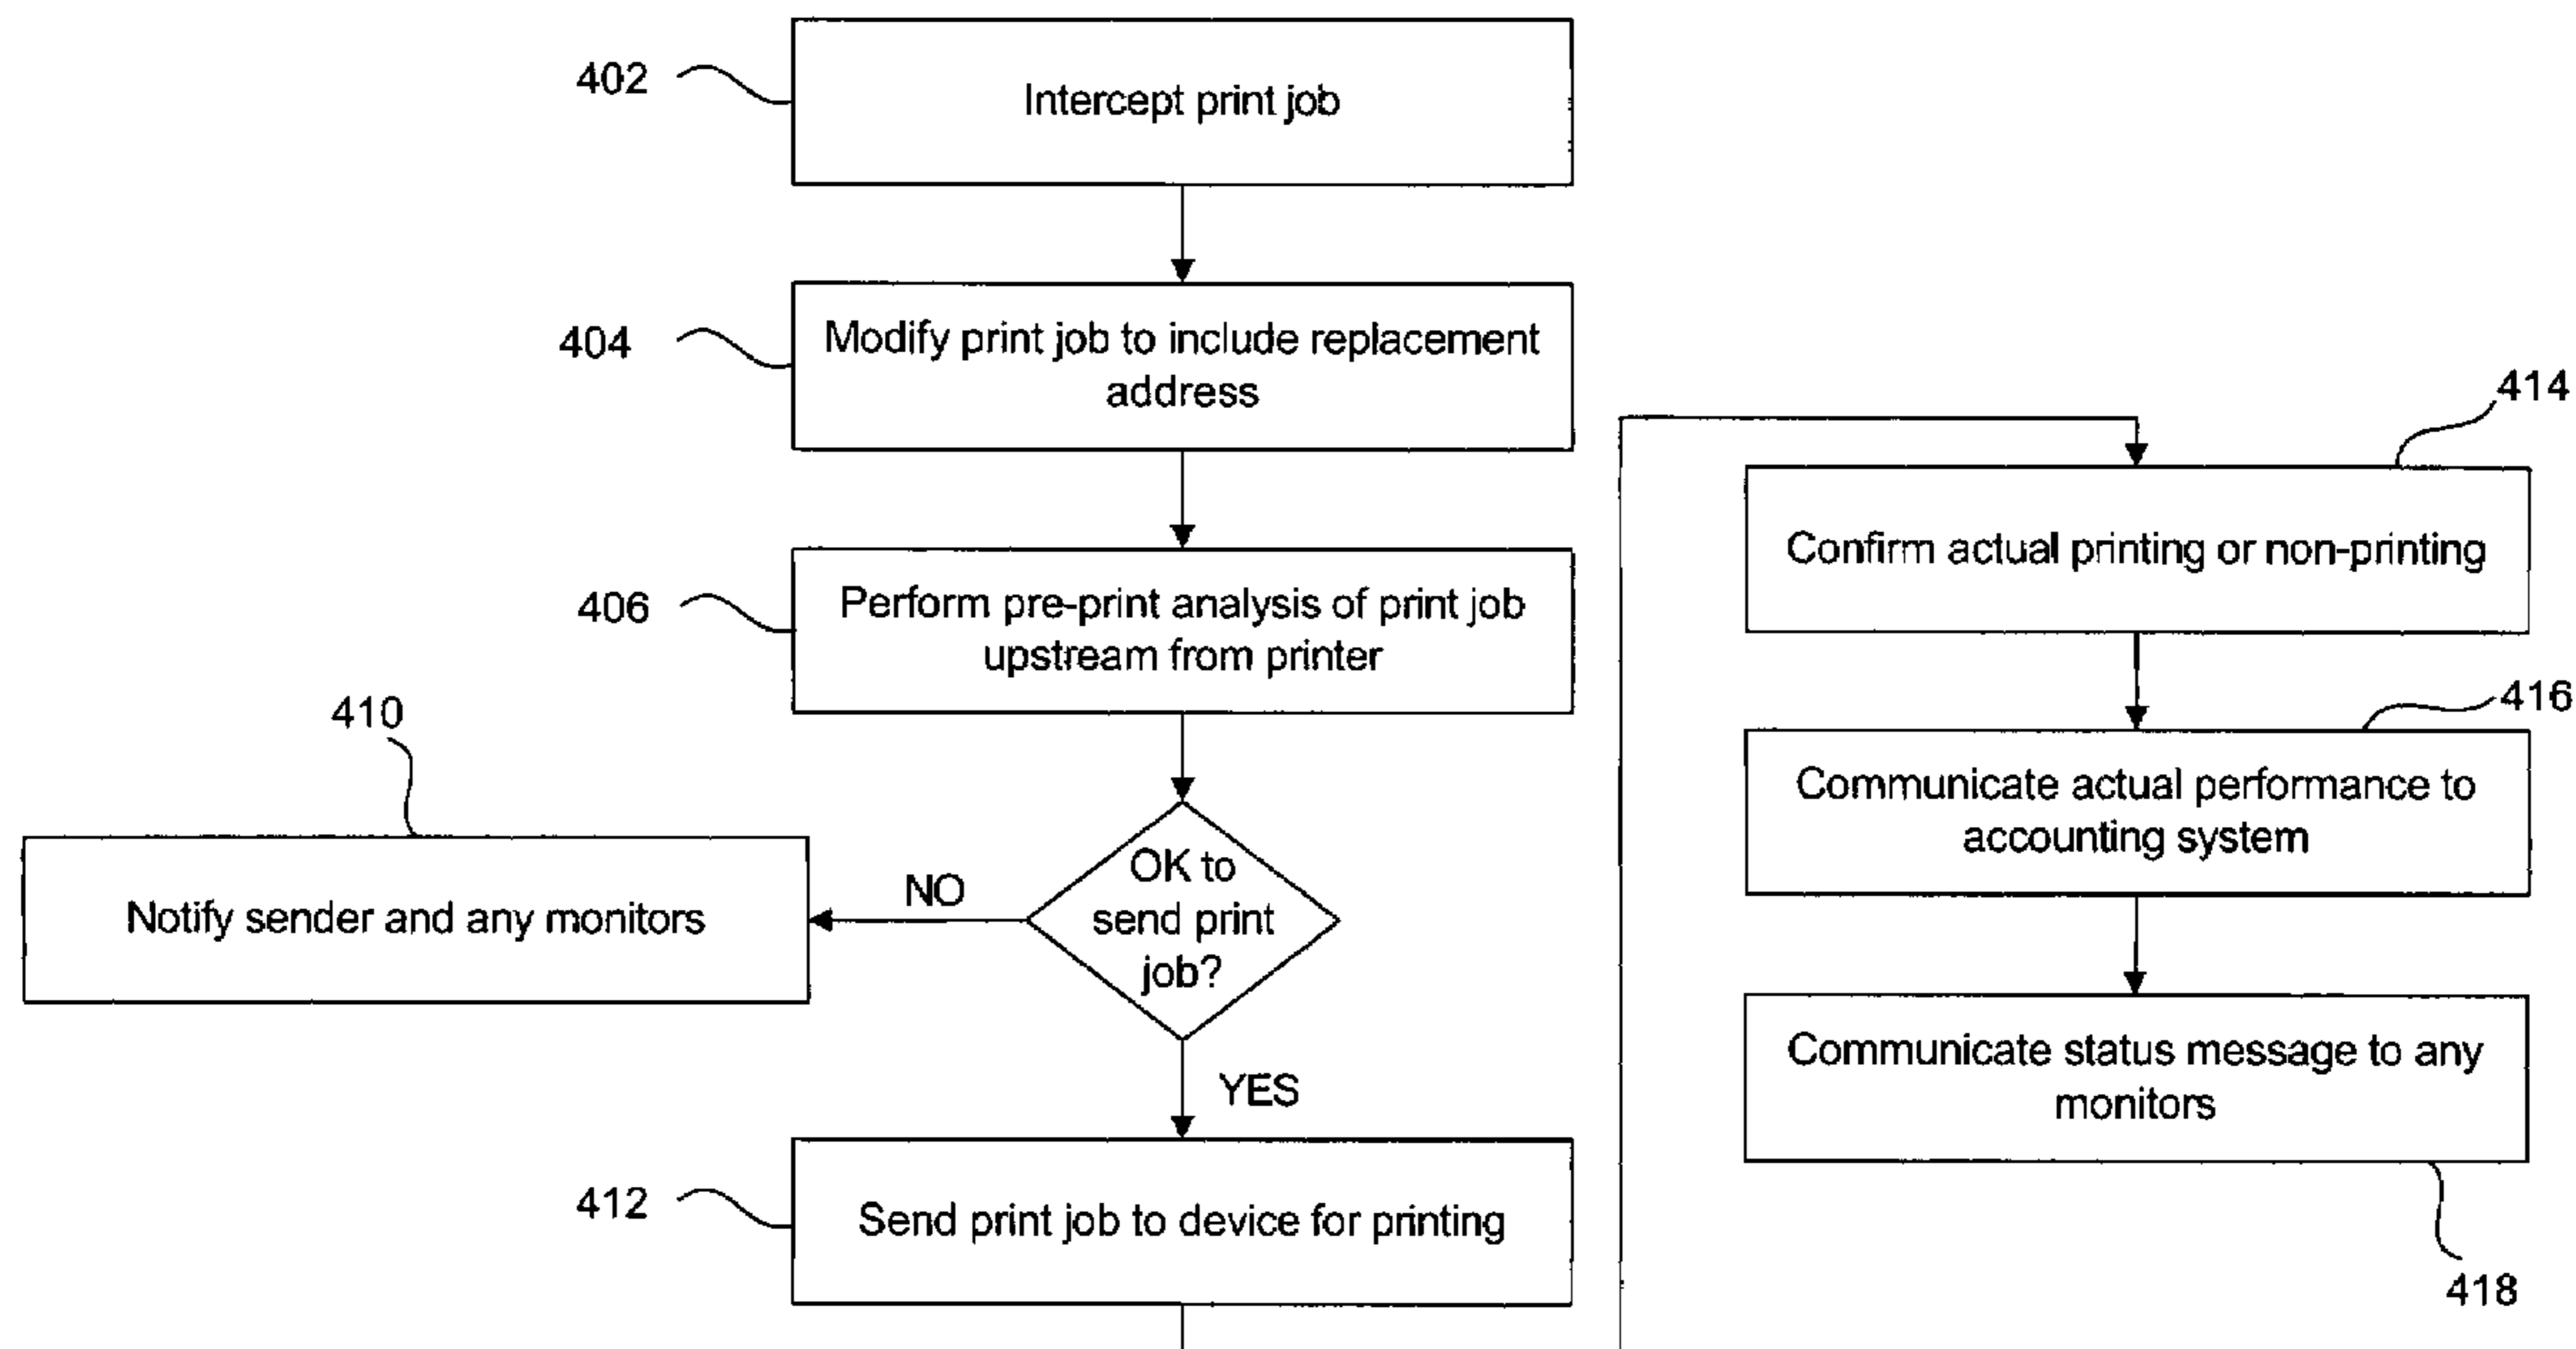 402
Intercept print job
404
Modify print job to include replacement
address
406
Perform pre-print analysis of print job
upstream from printer
410
Notify sender and any monitors
NO
OK to
send print
job?
YES
412
Send print job to device for printing
414
Confirm actual printing or non-printing
416
Communicate actual performance to
accounting system
Communicate status message to any
monitors
418